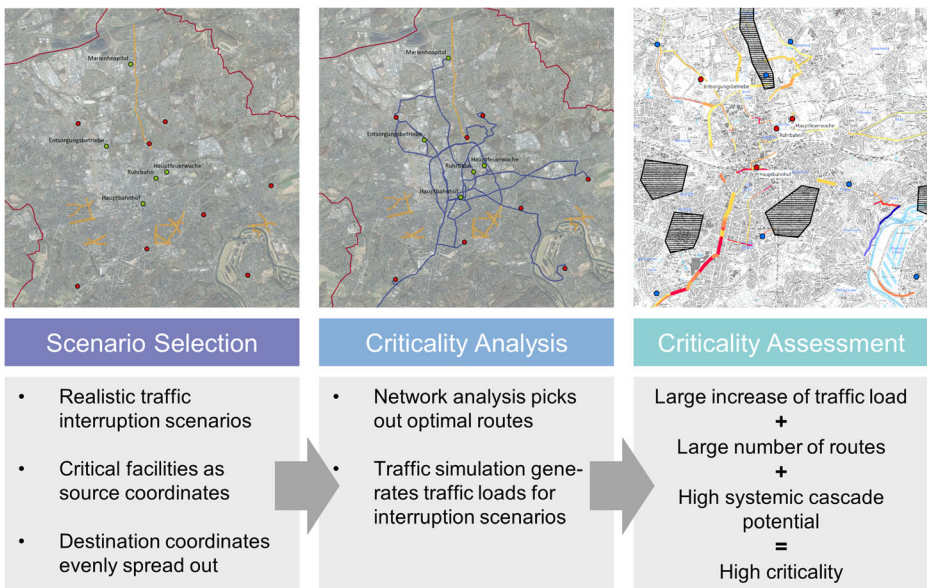 Marienhospital
Entsorgungsbetriebe
Hauptfeuerwache
Ruhrbahn
Hauptbahnhof
Marienhospital
Entsorgungsbetriebe
Hauptfeuerwache
Ruhrbahn
Hauptbahnhof
Entsorgungsbetriebe
Hauptfeuerwache
Ruhrbahn
Hauptbahnhof
Scenario Selection
Criticality Analysis
Criticality Assessment
• Realistic traffic
interruption scenarios
• Critical facilities as
source coordinates
• Destination coordinates
evenly spread out
• Network analysis picks
out optimal routes
• Traffic simulation gene-
rates traffic loads for
interruption scenarios
Large increase of traffic load
+
Large number of routes
+
High systemic cascade
potential
=
High criticality